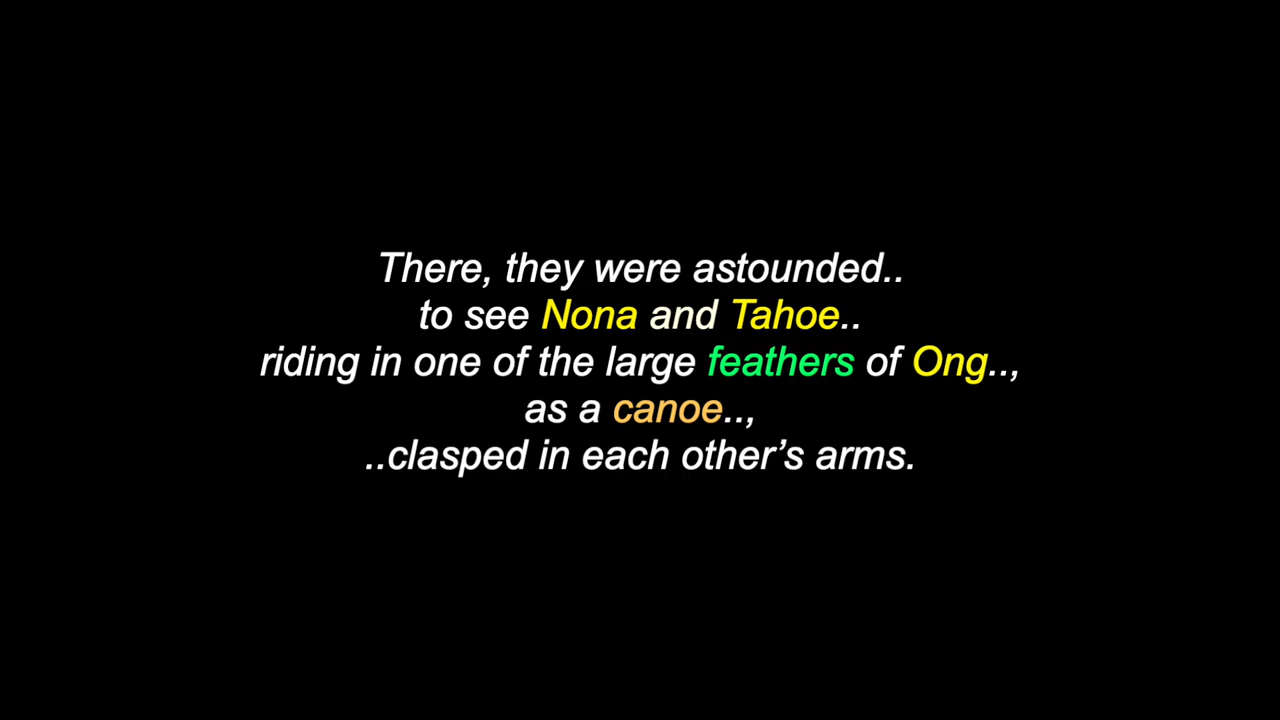 There, they were astounded..
to see Nona and Tahoe..
riding in one of the large feathers of Ong..,
as a canoe..,
..clasped in each other’s arms.